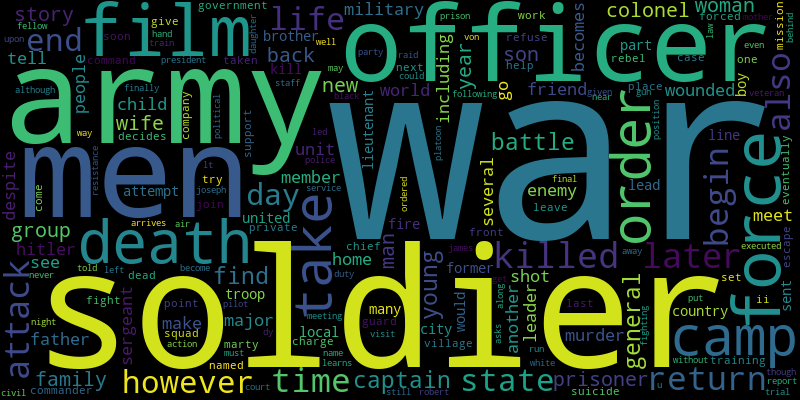 story
fellow
upon
film
life
government
military
colonel
woman
give
hand
train
prison
work
forced
mother
end
tell
command
president
brother
well
taken
back
kill
staff
may
world
officer
becomes
including
year
son
refuse
party
raid
von
next
could
help
part
rebel
law
even
mission
behind
case
place
wounded
one
boy
also
army
people
although
finally
child
wife
decides
company
political
support
new
black
lieutenant
friend
go
following
given
near
gun
position
veteran
war
men
way
resistance
led
police
unit
platoon
battle
order
line
begin
force
eventually
despite
come
attempt
lt
try
joseph
join
member
service
day
united
private
take
ordered
final
enemy
leave
several
lead
meet
group
death
hitler
see
arrives
air
told
left
dead
become
never
find
home
chief
duty
man
fire
front
former
james
young
killed
later
away
executed
escape
sent
soldier
attack
fight
night
father
sergeant
troop
point
pilot
make
squad
action
major
meeting
local
charge
many
guard
last
visit
city
village
would
along
asks
another
shot
leader
murder
run
white
general
fighting
set
ii
put
country
without
training
camp
though
report
trial
family
commander
civil
however
named
court
marty
must
dy
time
name
learns
captain
still
robert
state
suicide
prisoner
u
return